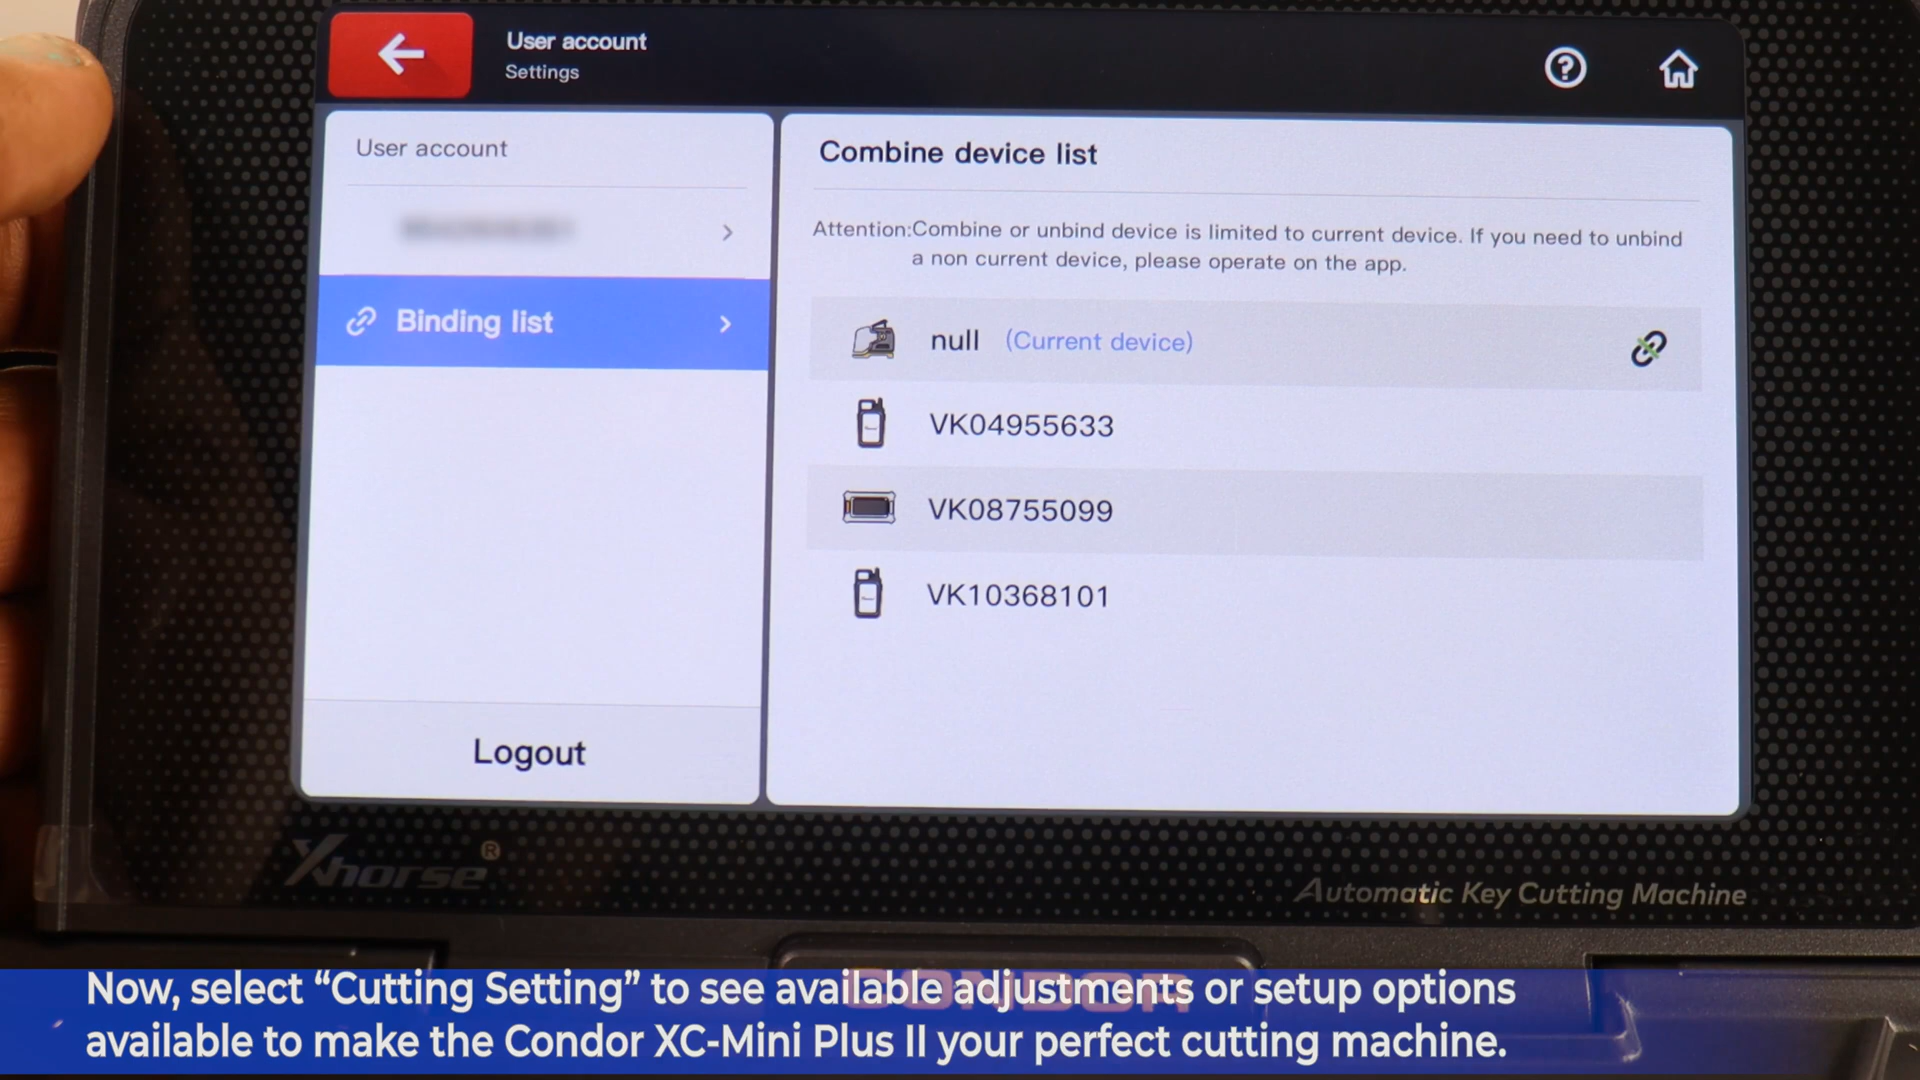 User account
Settings
User account
Binding list
Logout
Combine device list
Attention:Combine or unbind device is limited to current device. If you need to unbind
a non current device, please operate on the app.
null (Current device)
VK04955633
VK08755099
VK10368101
Xhorse®
Automatic Key Cutting Machine
CONDOR
Now, select “Cutting Setting” to see available adjustments or setup options
available to make the Condor XC-Mini Plus II your perfect cutting machine.